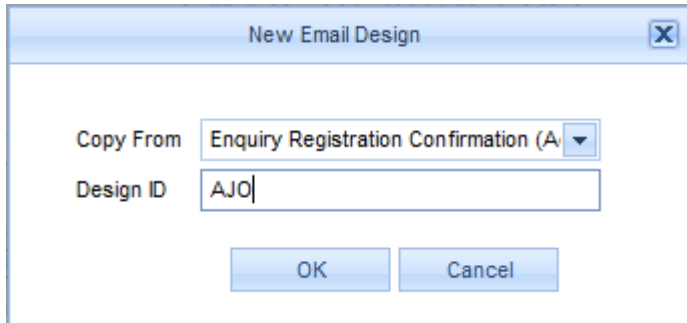 New Email Design
Copy From Enquiry Registration Confirmation (A
Design ID AJO
OK Cancel